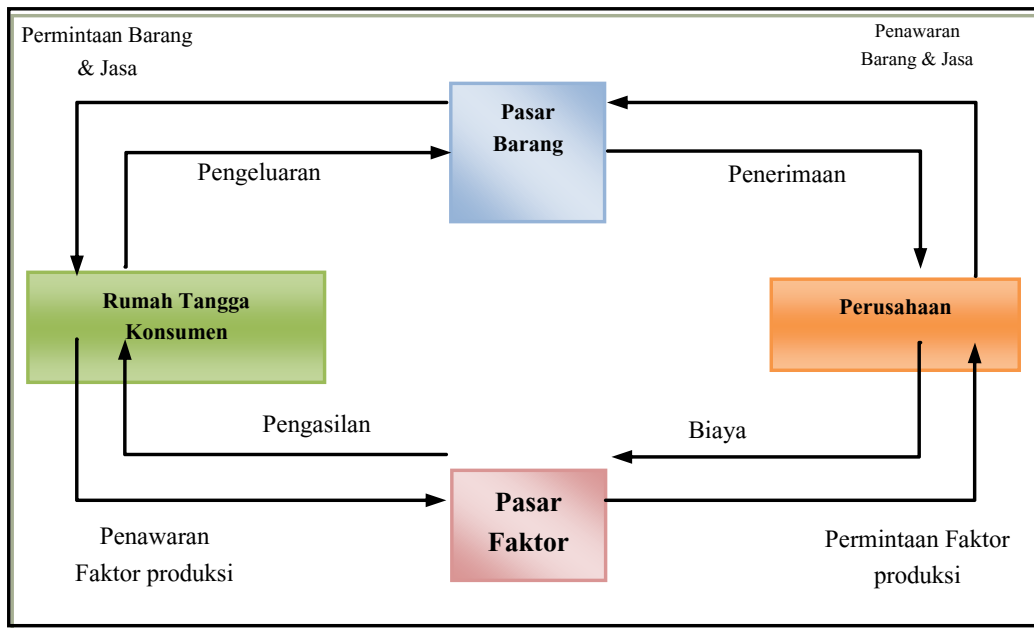 Permintaan Barang
& Jasa
Penawaran
Barang & Jasa
Pasar
Barang
Pengeluaran
Penerimaan
Rumah Tangga
Konsumen
Perusahaan
Pengasilan
Biaya
Pasar
Faktor
Penawaran
Faktor produksi
Permintaan Faktor
produksi